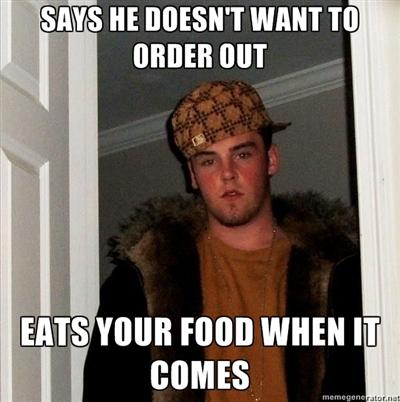 SAYS HE DOESN'T WANT TO
ORDER OUT
EATS YOUR FOOD WHEN IT
COMES
memegenerator.net